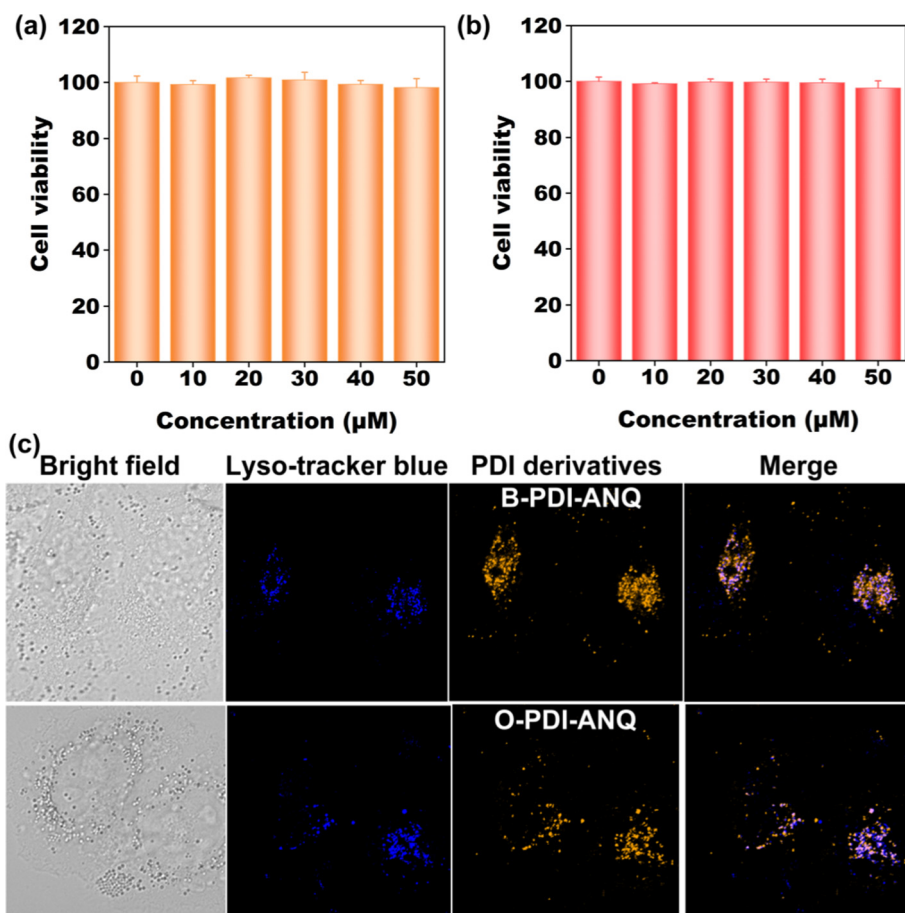 (a)
120
100
80
60
40
20
0
Cell viability
0 10 20 30 40 50
Concentration (µM)
(b)
120
100
80
60
40
20
0
Cell viability
0 10 20 30 40 50
Concentration (µM)
(c)
Bright field Lyso-tracker blue PDI derivatives Merge
B-PDI-ANQ
O-PDI-ANQ